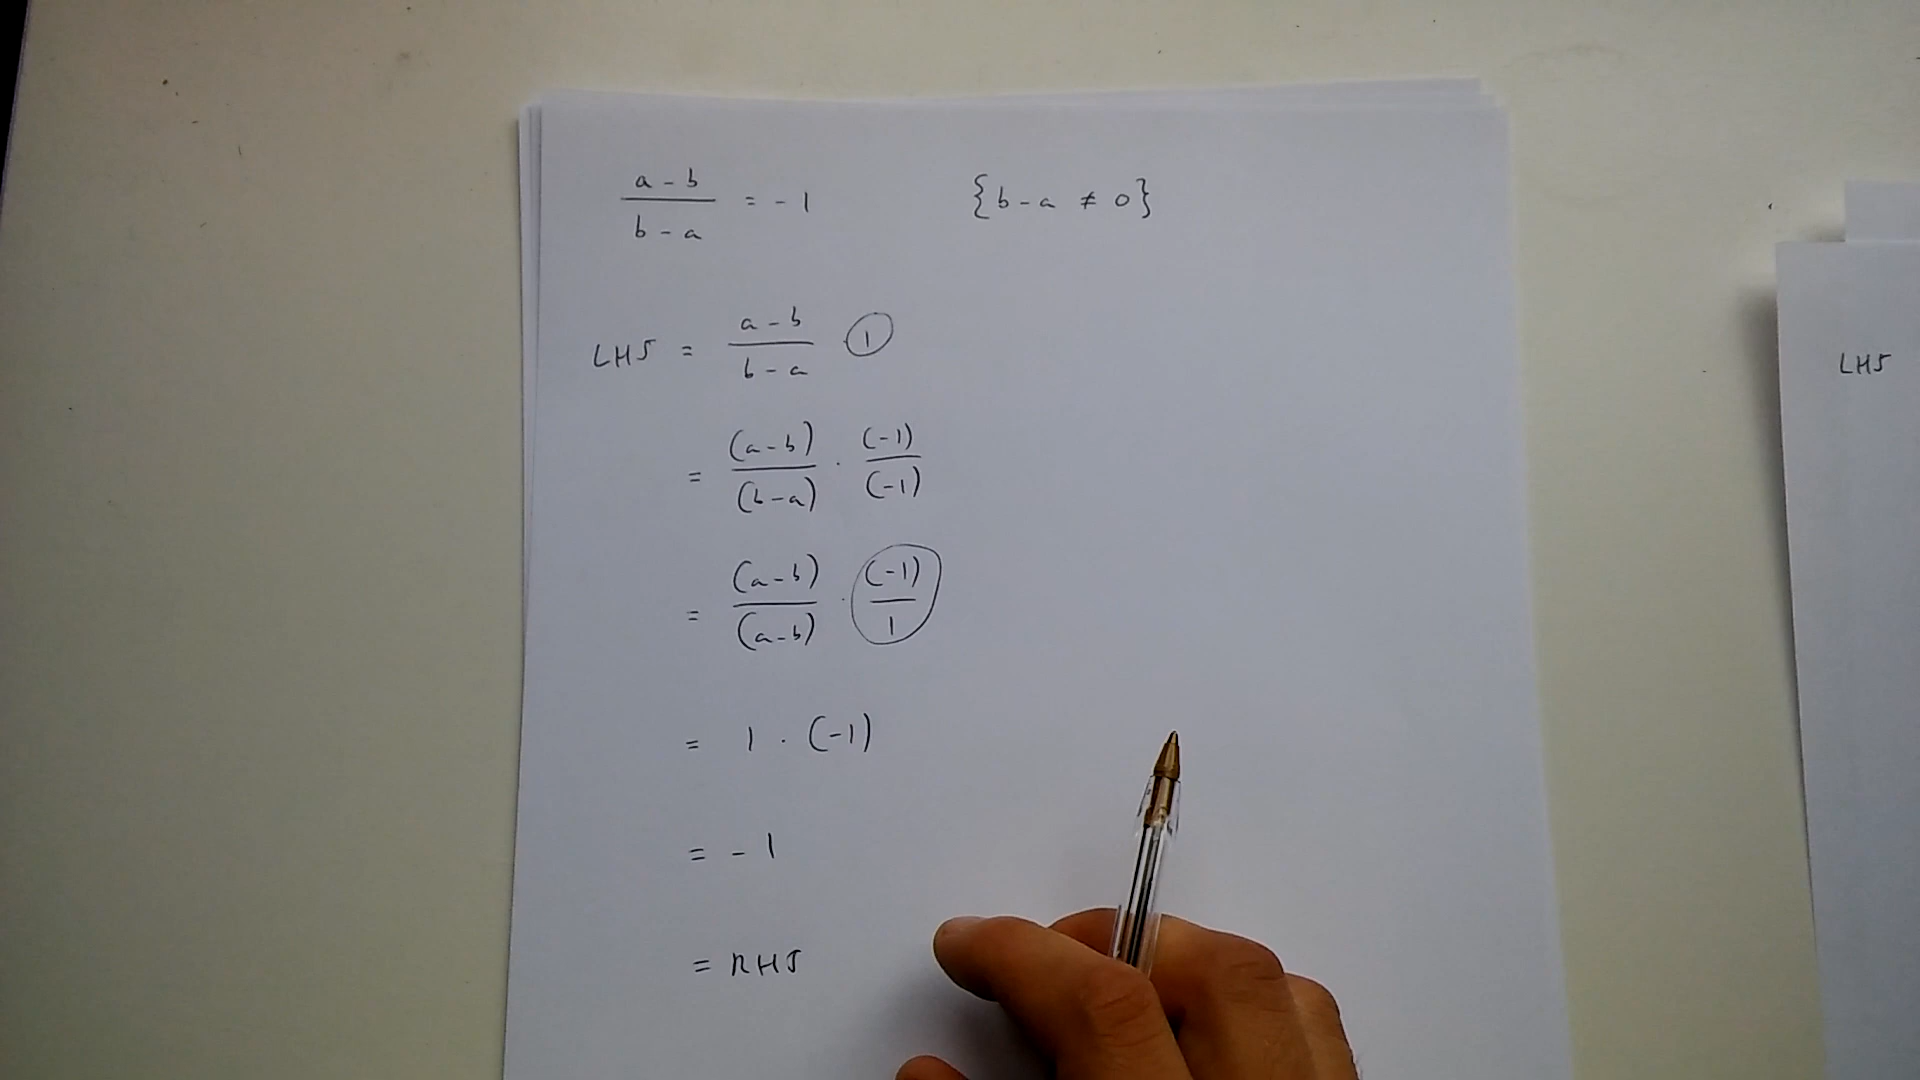 a - b / b - a = - 1 {b - a ≠ 0}
LHS = a - b / b - a · 1
= (a - b) / (b - a) · (-1) / (-1)
= (a - b) / (a - b) · (-1) / 1
= 1 · (-1)
= - 1
= RHS
LHS